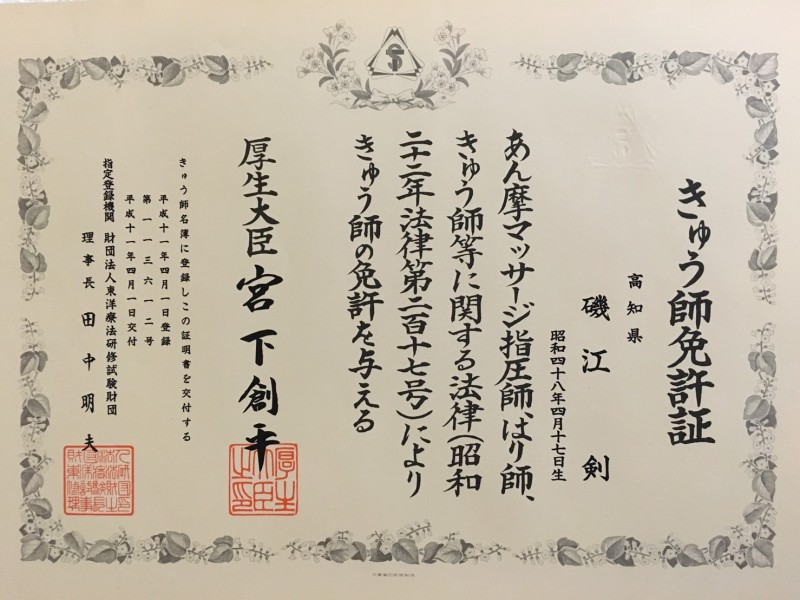 きゅう師免許証
高知県
磯江 剣
昭和四十八年四月十七日生
あん摩マッサージ指圧師、はり師、
きゅう師等に関する法律(昭和
二十二年法律第二百十七号)により
きゅう師の免許を与える
厚生大臣 宮下創平
きゅう師名簿に登録しこの証明書を交付する
平成十一年四月一日登録
第一一三六一二号
平成十一年四月一日交付
指定登録機関 財団法人東洋療法研修試験財団
理事長 田中明夫